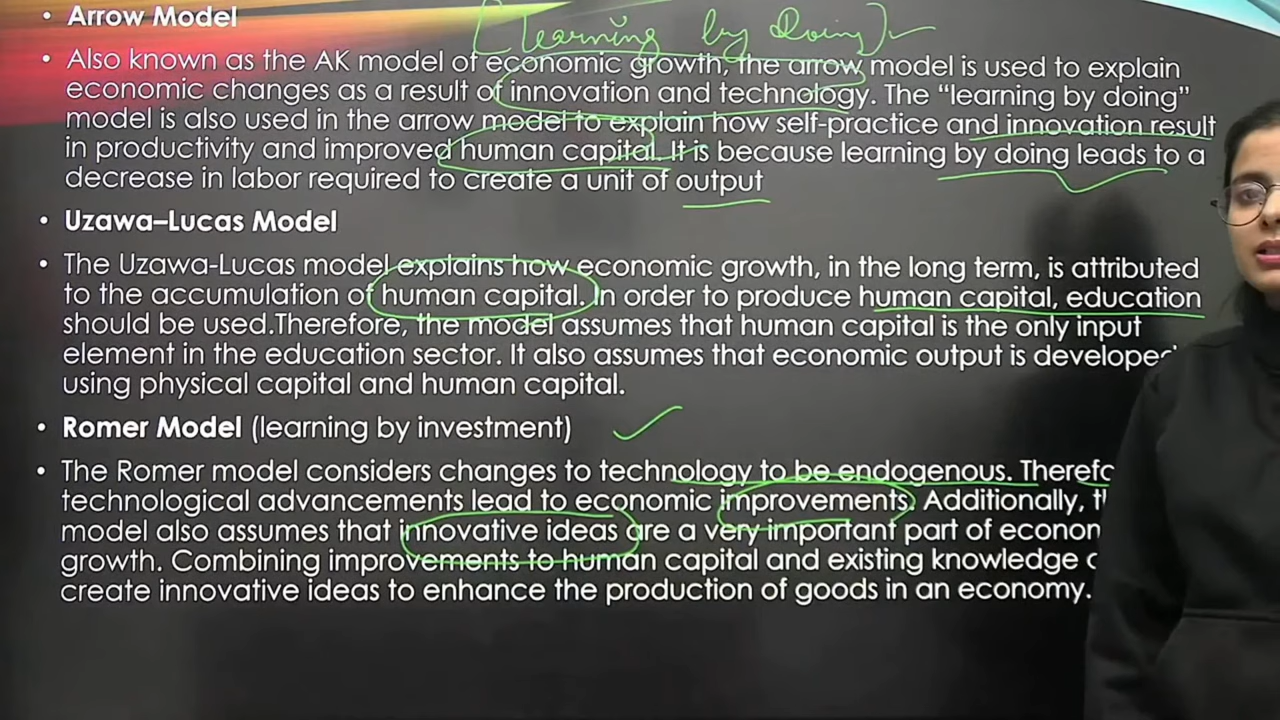 • Arrow Model
[learning by Doing]
• Also known as the AK model of economic growth, the arrow model is used to explain
economic changes as a result of innovation and technology. The “learning by doing”
model is also used in the arrow model to explain how self-practice and innovation result
in productivity and improved human capital. It is because learning by doing leads to a
decrease in labor required to create a unit of output
• Uzawa–Lucas Model
• The Uzawa-Lucas model explains how economic growth, in the long term, is attributed
to the accumulation of human capital. In order to produce human capital, education
should be used.Therefore, the model assumes that human capital is the only input
element in the education sector. It also assumes that economic output is developed
using physical capital and human capital.
• Romer Model (learning by investment)
• The Romer model considers changes to technology to be endogenous.
technological advancements lead to economic improvements. Additionally,
model also assumes that innovative ideas are a very important part of
growth. Combining improvements to human capital and existing knowledge
create innovative ideas to enhance the production of goods in an economy.